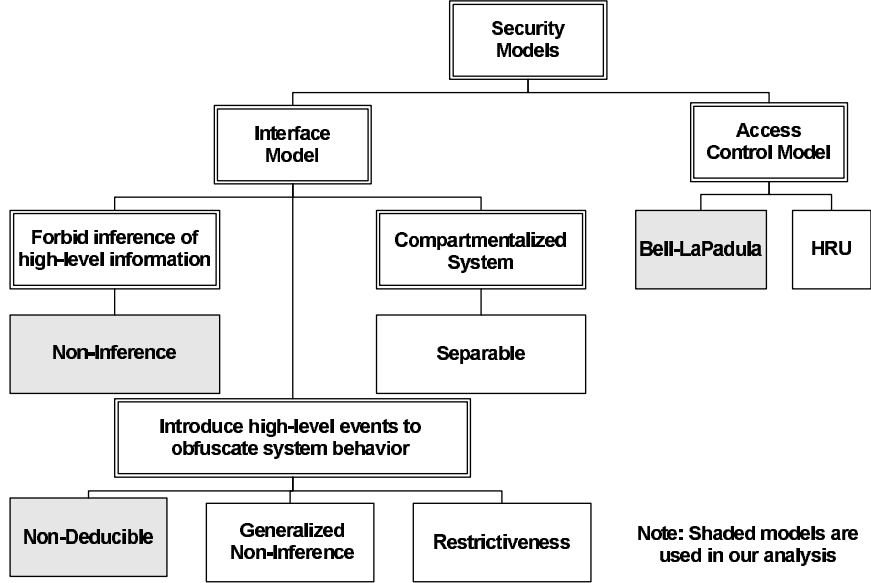 Security
Models
Interface
Model
Access
Control Model
Forbid inference of
high-level information
Compartmentalized
System
Bell-LaPadula
HRU
Non-Inference
Separable
Introduce high-level events to
obfuscate system behavior
Non-Deducible
Generalized
Non-Inference
Restrictiveness
Note: Shaded models are
used in our analysis